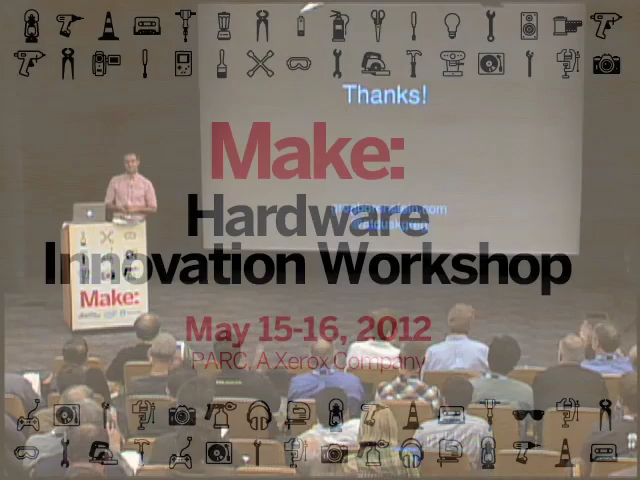 Thanks!
Make:
Hardware
Innovation Workshop
Make:
May 15-16, 2012
PARC, A Xerox Company